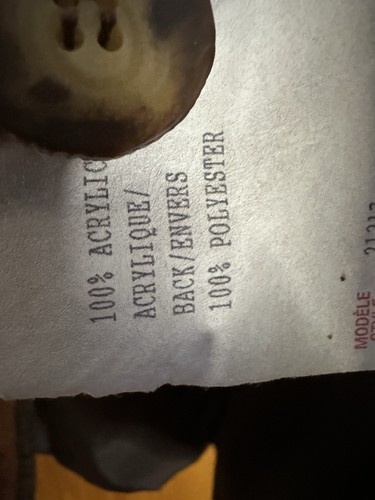 100% ACRYLIC
ACRYLIQUE/
BACK/ENVERS
100% POLYESTER
MODÈLE